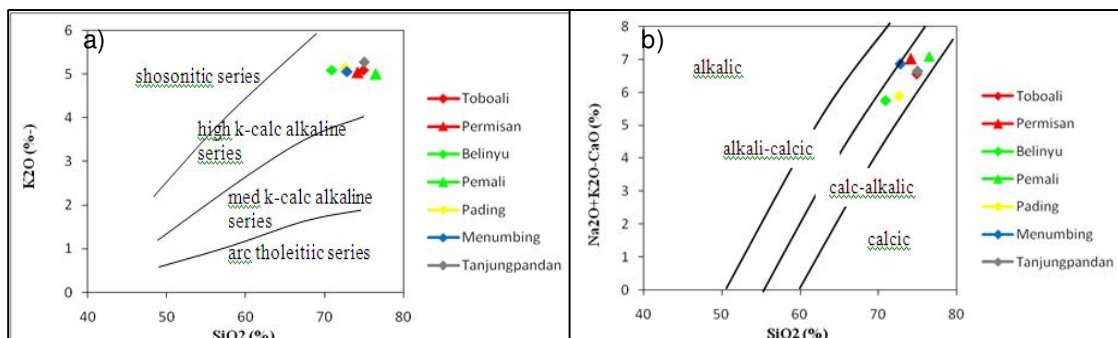 a)
6
5
4
3
2
1
0
K2O (%-)
shosonitic series
high k-calc alkaline
series
med k-calc alkaline
series
arc tholeitiic series
40
50
60
70
80
SiO2 (%)
Toboali
Permisan
Belinyu
Pemali
Pading
Menumbing
Tanjungpandan
b)
8
7
6
5
4
3
2
1
0
Na2O+K2O-CaO (%)
alkalic
alkali-calcic
calc-alkalic
calcic
40
50
60
70
80
SiO2 (%)
Toboali
Permisan
Belinyu
Pemali
Pading
Menumbing
Tanjungpandan